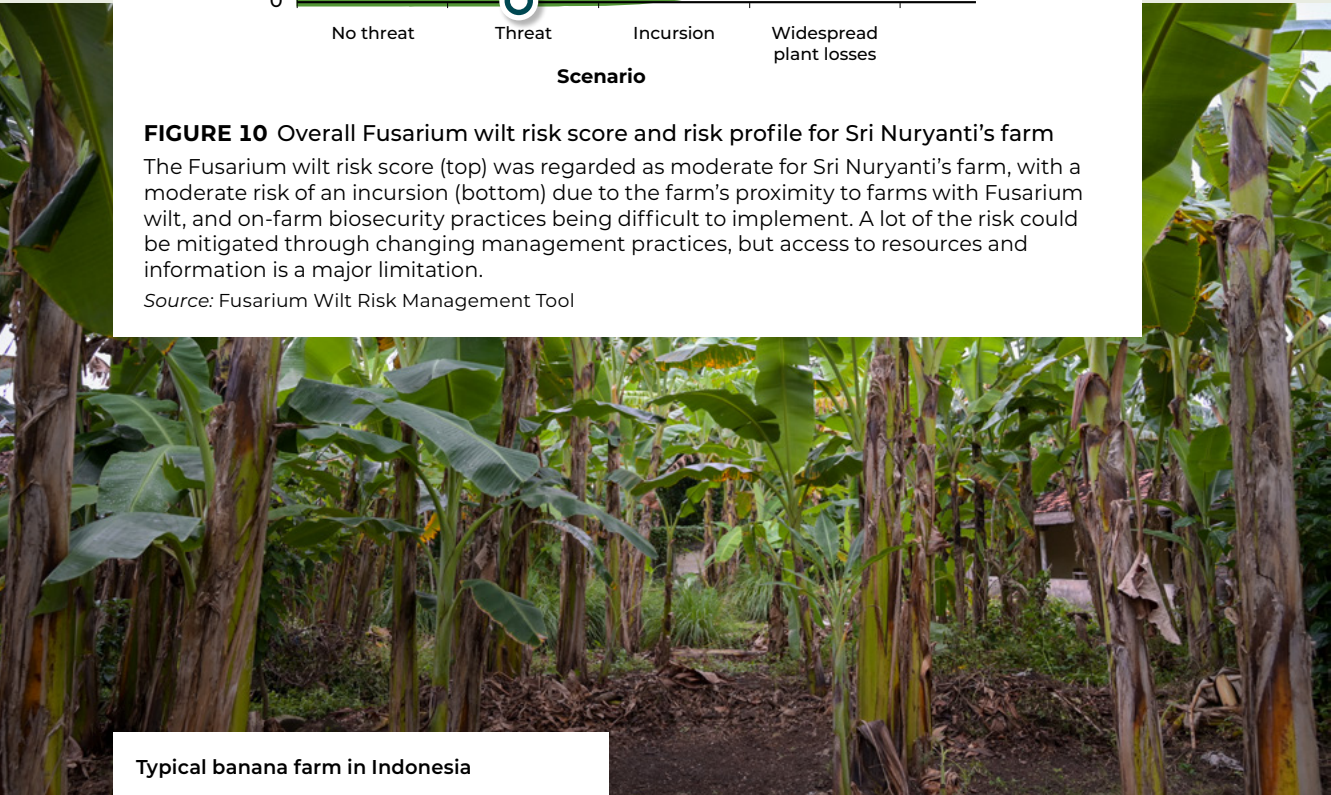 0
No threat
Threat
Incursion
Widespread
plant losses
Scenario
FIGURE 10 Overall Fusarium wilt risk score and risk profile for Sri Nuryanti’s farm
The Fusarium wilt risk score (top) was regarded as moderate for Sri Nuryanti’s farm, with a
moderate risk of an incursion (bottom) due to the farm’s proximity to farms with Fusarium
wilt, and on-farm biosecurity practices being difficult to implement. A lot of the risk could
be mitigated through changing management practices, but access to resources and
information is a major limitation.
Source: Fusarium Wilt Risk Management Tool
Typical banana farm in Indonesia